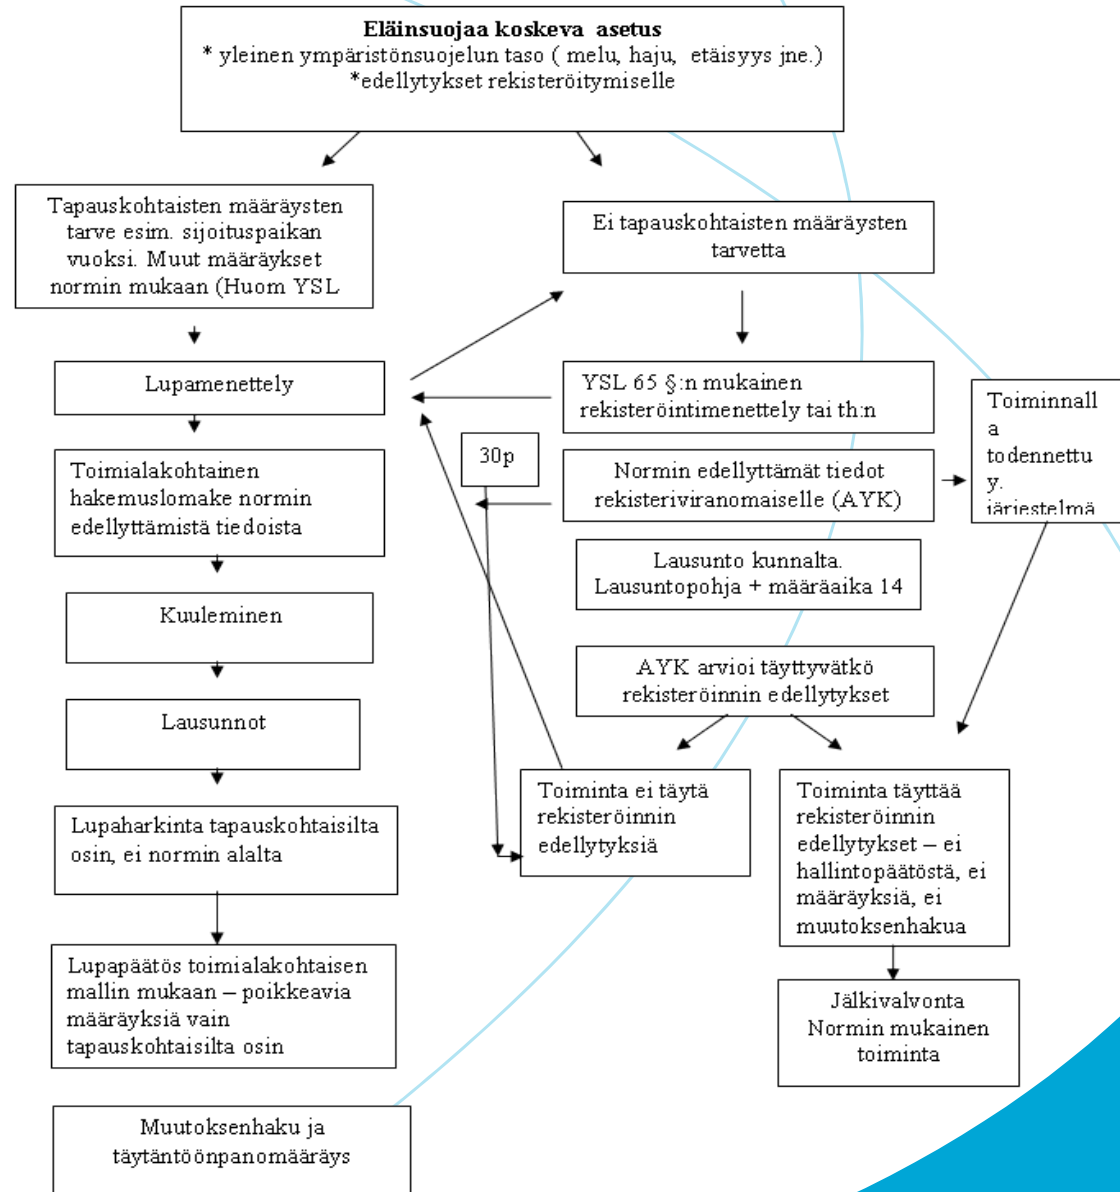 Eläinsuojaa koskeva asetus
* yleinen ympäristönsuojelun taso ( melu, haju, etäisyys jne.)
*edellytykset rekisteröitymiselle
Tapauskohtaisten määräysten
tarve esim. sijoituspaikan
vuoksi. Muut määräykset
normin mukaan (Huom YSL
Ei tapauskohtaisten määräysten
tarvetta
Lupamenettely
YSL 65 §:n mukainen
rekisteröintimenettely tai th:n
Toiminnall
a
todennettu
y.
järjestelmä
30p
Toimialakohtainen
hakemuslomake normin
edellyttämistä tiedoista
Normin edellyttämät tiedot
rekisteriviranomaiselle (AYK)
Lausunto kunnalta.
Lausuntopohja + määräaika 14
Kuuleminen
AYK arvioi täyttyvätkö
rekisteröinnin edellytykset
Lausunnot
Toiminta ei täytä
rekisteröinnin
edellytyksiä
Toiminta täyttää
rekisteröinnin
edellytykset – ei
hallintopäätöstä, ei
määräyksiä, ei
muutoksenhakua
Lupaharkinta tapauskohtaisilta
osin, ei normin alalta
Lupapäätös toimialakohtaisen
mallin mukaan – poikkeavia
määräyksiä vain
tapauskohtaisilta osin
Jälkivalvonta
Normin mukainen
toiminta
Muutoksenhaku ja
täytäntöönpanomääräys